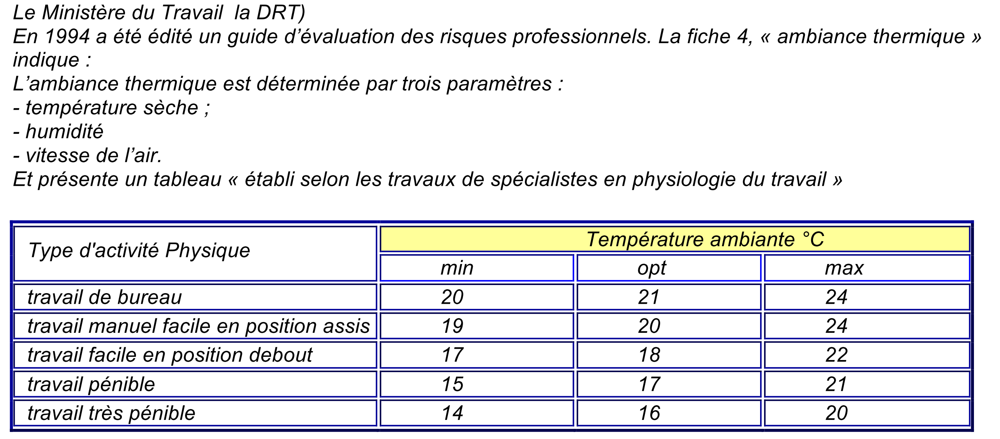 Le Ministère du Travail  la DRT)
En 1994 a été édité un guide d’évaluation des risques professionnels. La fiche 4, « ambiance thermique »
indique :
L’ambiance thermique est déterminée par trois paramètres :
- température sèche ;
- humidité
- vitesse de l’air.
Et présente un tableau « établi selon les travaux de spécialistes en physiologie du travail »
Type d'activité Physique
Température ambiante °C
min opt max
travail de bureau 20 21 24
travail manuel facile en position assis 19 20 24
travail facile en position debout 17 18 22
travail pénible 15 17 21
travail très pénible 14 16 20